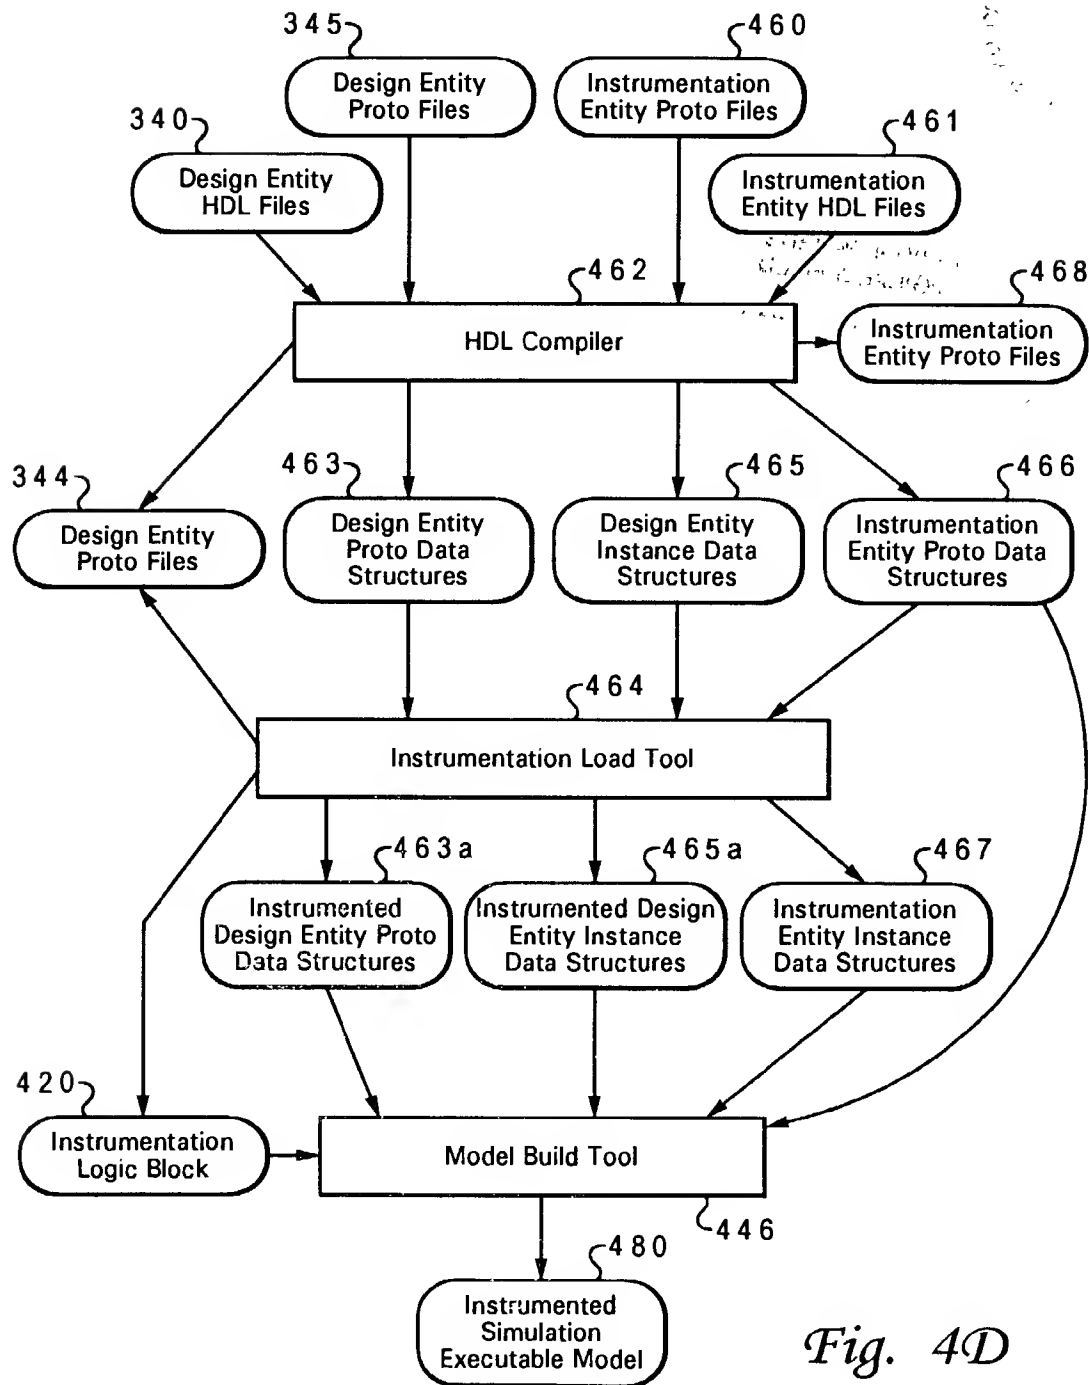 345
460
Design Entity
Proto Files
Instrumentation
Entity Proto Files
340
461
Design Entity
HDL Files
Instrumentation
Entity HDL Files
462
468
HDL Compiler
Instrumentation
Entity Proto Files
344
463
465
466
Design Entity
Proto Files
Design Entity
Proto Data
Structures
Design Entity
Instance Data
Structures
Instrumentation
Entity Proto Data
Structures
464
Instrumentation Load Tool
463a
465a
467
Instrumented
Design Entity Proto
Data Structures
Instrumented Design
Entity Instance
Data Structures
Instrumentation
Entity Instance
Data Structures
420
Instrumentation
Logic Block
Model Build Tool
446
480
Instrumented
Simulation
Executable Model
Fig. 4D